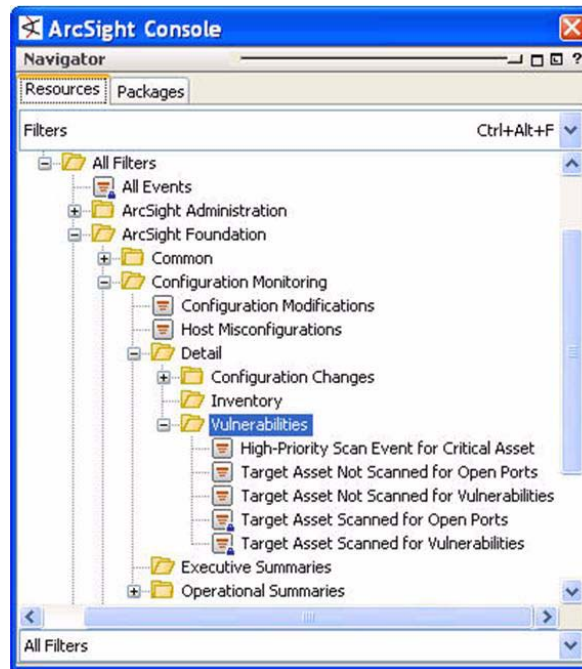 ArcSight Console
Navigator
Resources Packages
Filters Ctrl+Alt+F
All Filters
All Events
ArcSight Administration
ArcSight Foundation
Common
Configuration Monitoring
Configuration Modifications
Host Misconfigurations
Detail
Configuration Changes
Inventory
Vulnerabilities
High-Priority Scan Event for Critical Asset
Target Asset Not Scanned for Open Ports
Target Asset Not Scanned for Vulnerabilities
Target Asset Scanned for Open Ports
Target Asset Scanned for Vulnerabilities
Executive Summaries
Operational Summaries
All Filters